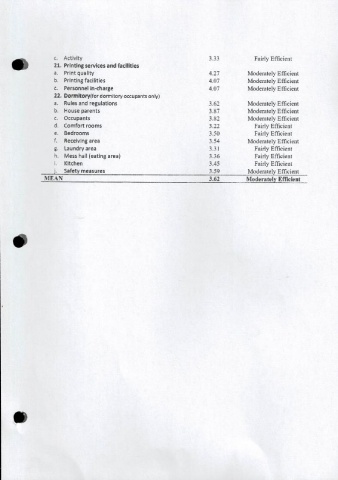 c. Activity 3.33 Fairly Efficient
21. Printing services and facilities
a. Print quality 4.27 Moderately Efficient
b. Printing facilities 4.07 Moderately Efficient
c. Personnel in-charge 4.07 Moderately Efficient
22. Dormitory(for dormitory occupants only)
a. Rules and regulations 3.62 Moderately Efficient
b. House parents 3.87 Moderately Efficient
c. Occupants 3.82 Moderately Efficient
d. Comfort rooms 3.22 Fairly Efficient
e. Bedrooms 3.50 Fairly Efficient
f. Receiving area 3.54 Moderately Efficient
g. Laundry area 3.31 Fairly Efficient
h. Mess hall (eating area) 3.36 Fairly Efficient
i. Kitchen 3.45 Fairly Efficient
j. Safety measures 3.59 Moderately Efficient
MEAN 3.62 Moderately Efficient